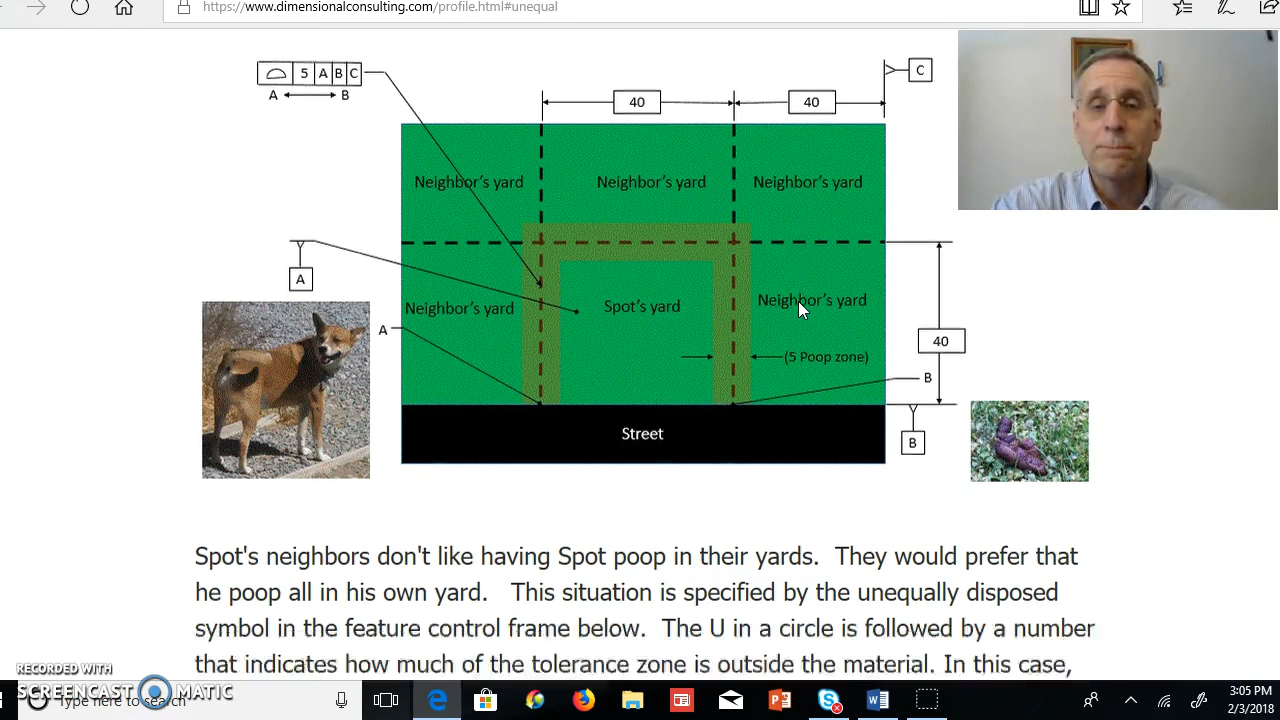 https://www.dimensionalconsulting.com/profile.html#unequal
5 A B C
A B
C
40 40
Neighbor's yard Neighbor's yard Neighbor's yard
A
Neighbor's yard Spot's yard Neighbor's yard
A
40
(5 Poop zone)
B
Street
B
Spot's neighbors don't like having Spot poop in their yards. They would prefer that
he poop all in his own yard. This situation is specified by the unequally disposed
symbol in the feature control frame below. The U in a circle is followed by a number
that indicates how much of the tolerance zone is outside the material. In this case,
RECORDED WITH
SCREENCAST MATIC
Type here to search
3:05 PM
2/3/2018